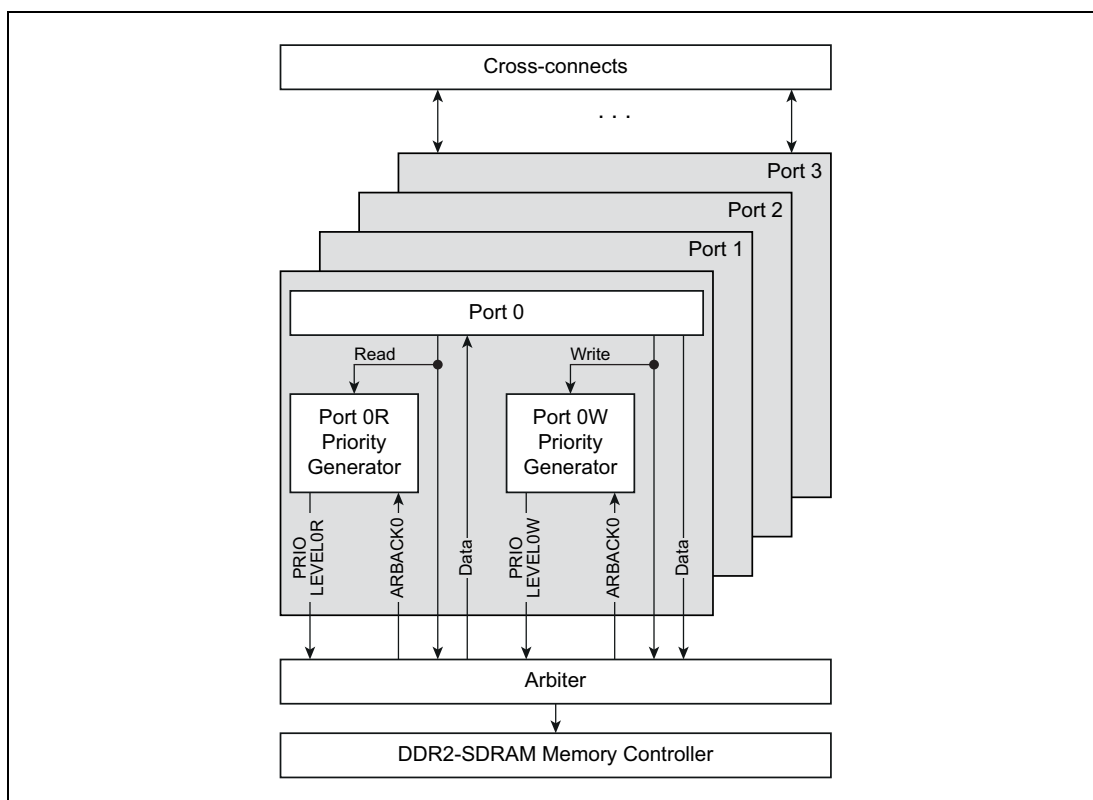 Cross-connects
. . .
Port 3
Port 2
Port 1
Port 0
Read
Write
Port 0R
Priority
Generator
Port 0W
Priority
Generator
PRIO
LEVEL0R
ARBACK0
Data
PRIO
LEVEL0W
ARBACK0
Data
Arbiter
DDR2-SDRAM Memory Controller